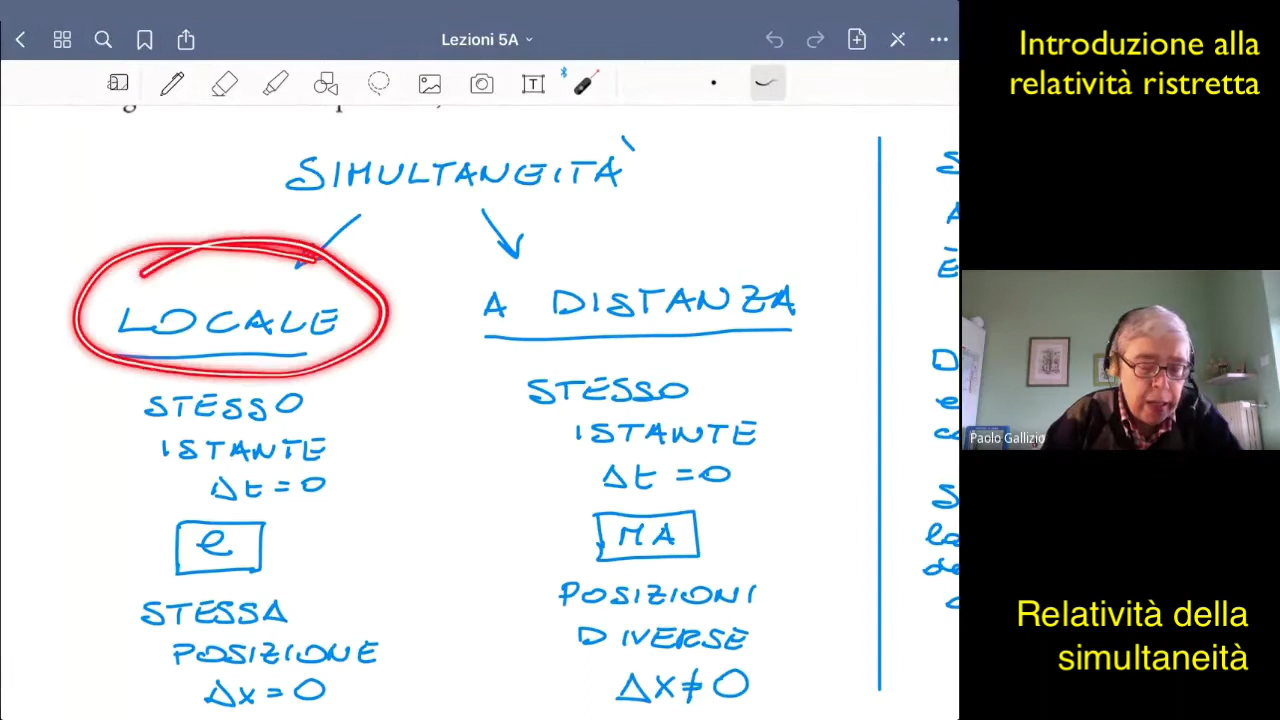 Lezioni 5A
Introduzione alla
relatività ristretta
SIMULTANEITÀ
LOCALE
STESSO
ISTANTE
Δt = 0
e
STESSA
POSIZIONE
Δx = 0
A DISTANZA
STESSO
ISTANTE
Δt = 0
MA
POSIZIONI
DIVERSE
Δx ≠ 0
Paolo Gallizio
Relatività della
simultaneità